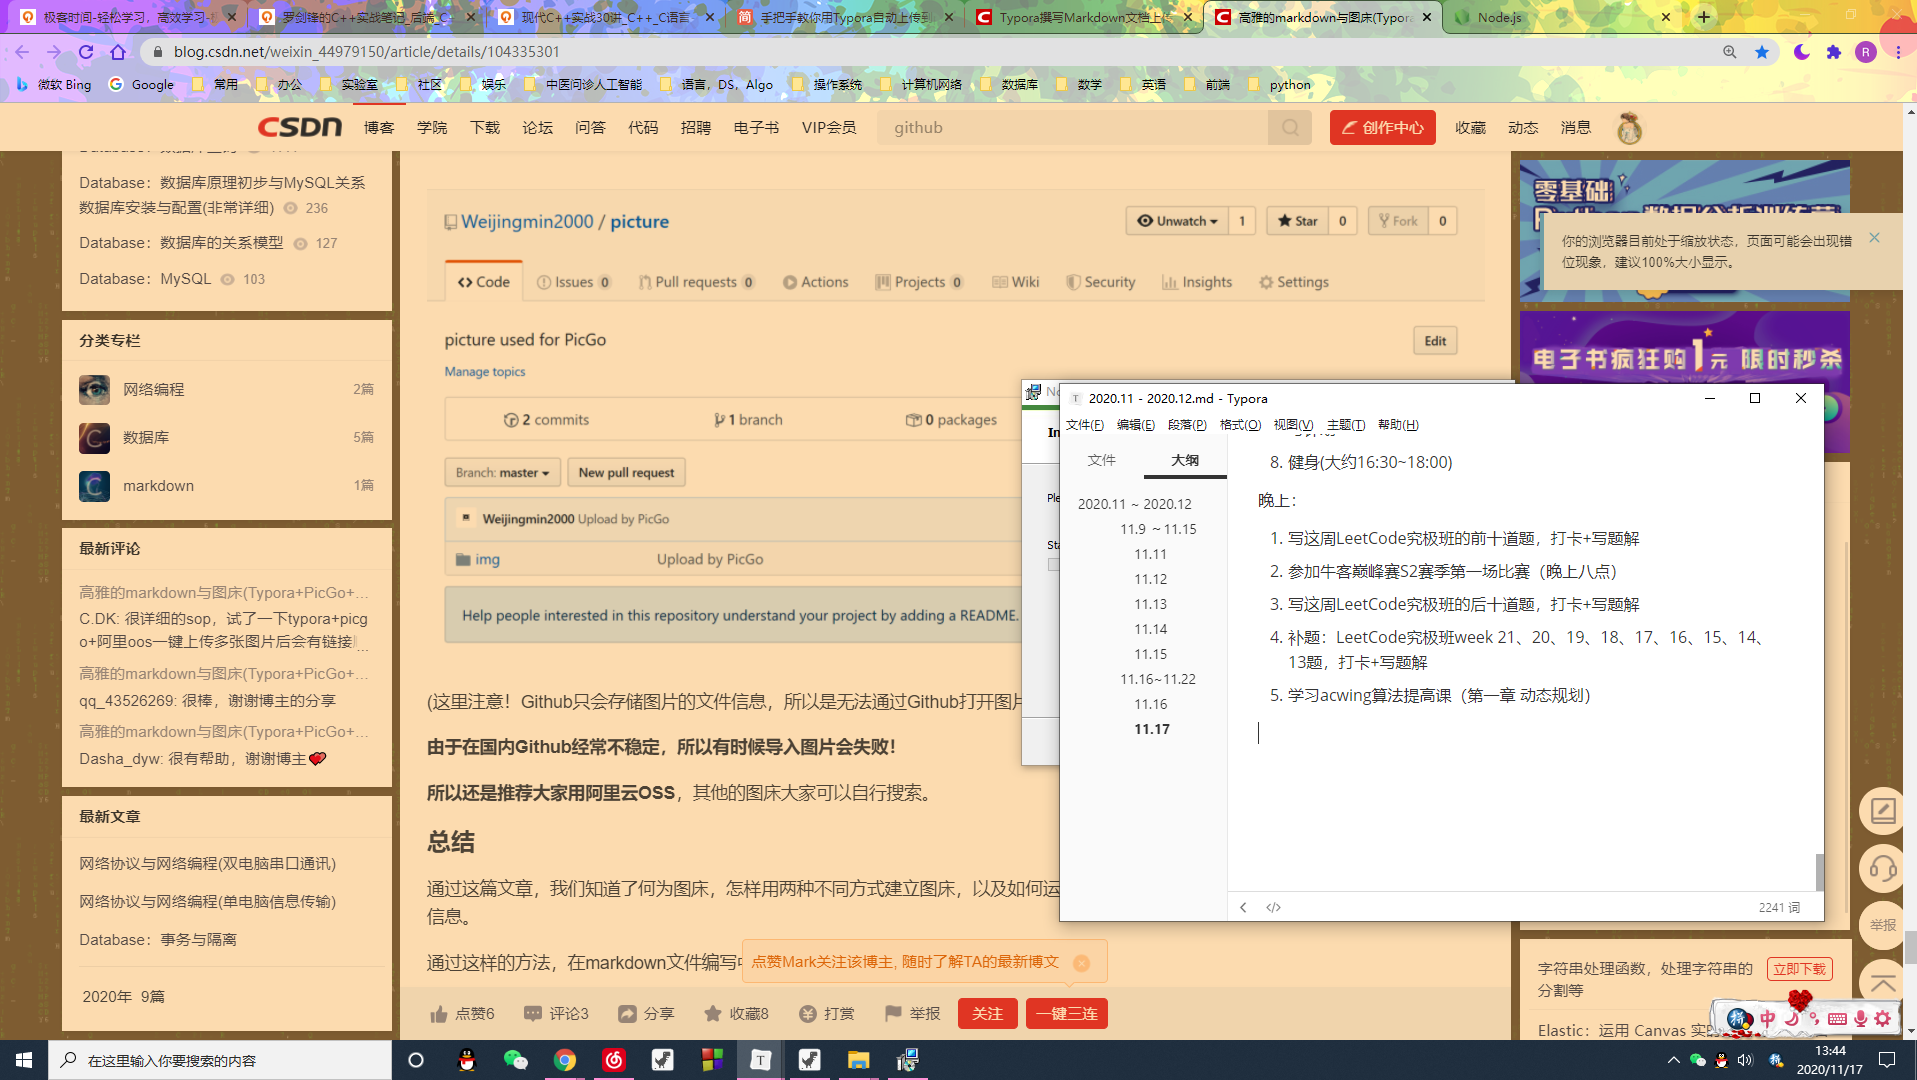 极客时间-轻松学习，高效学习-极
罗剑锋的C++实战笔记_后端_C+
现代C++实战30讲_C++_C语言
手把手教你用Typora自动上传到
Typora撰写Markdown文档上传
高雅的markdown与图床(Typora
Node.js
blog.csdn.net/weixin_44979150/article/details/104335301
微软 Bing
Google
常用
办公
实验室
社区
娱乐
中医问诊人工智能
语言，DS，Algo
操作系统
计算机网络
数据库
数学
英语
前端
python
CSDN
博客
学院
下载
论坛
问答
代码
招聘
电子书
VIP会员
github
创作中心
收藏
动态
消息
Database：数据库原理初步与MySQL关系
数据库安装与配置(非常详细) 236
Database：数据库的关系模型 127
Database：MySQL 103
分类专栏
网络编程 2篇
数据库 5篇
markdown 1篇
最新评论
高雅的markdown与图床(Typora+PicGo+...
C.DK: 很详细的sop，试了一下typora+picg
o+阿里oos一键上传多张图片后会有链接
高雅的markdown与图床(Typora+PicGo+...
qq_43526269: 很棒，谢谢博主的分享
高雅的markdown与图床(Typora+PicGo+...
Dasha_dyw: 很有帮助，谢谢博主
最新文章
网络协议与网络编程(双电脑串口通讯)
网络协议与网络编程(单电脑信息传输)
Database：事务与隔离
2020年 9篇
Weijingmin2000 / picture
Unwatch 1
Star 0
Fork 0
Code
Issues 0
Pull requests 0
Actions
Projects 0
Wiki
Security
Insights
Settings
picture used for PicGo
Edit
Manage topics
2 commits
1 branch
0 packages
Branch: master
New pull request
Weijingmin2000 Upload by PicGo
img
Upload by PicGo
Help people interested in this repository understand your project by adding a README.
(这里注意！Github只会存储图片的文件信息，所以是无法通过Github打开图片
由于在国内Github经常不稳定，所以有时候导入图片会失败！
所以还是推荐大家用阿里云OSS，其他的图床大家可以自行搜索。
总结
通过这篇文章，我们知道了何为图床，怎样用两种不同方式建立图床，以及如何运
信息。
通过这样的方法，在markdown文件编写中
点赞Mark关注该博主, 随时了解TA的最新博文
点赞6
评论3
分享
收藏8
打赏
举报
关注
一键三连
零基础
你的浏览器目前处于缩放状态，页面可能会出现错
位现象，建议100%大小显示。
电子书疯狂购1元 限时秒杀
2020.11 - 2020.12.md - Typora
文件(F)
编辑(E)
段落(P)
格式(O)
视图(V)
主题(T)
帮助(H)
文件
大纲
2020.11 ~ 2020.12
11.9 ~ 11.15
11.11
11.12
11.13
11.14
11.15
11.16~11.22
11.16
11.17
8. 健身(大约16:30~18:00)
晚上：
1. 写这周LeetCode究极班的前十道题，打卡+写题解
2. 参加牛客巅峰赛S2赛季第一场比赛（晚上八点）
3. 写这周LeetCode究极班的后十道题，打卡+写题解
4. 补题：LeetCode究极班week 21、20、19、18、17、16、15、14、
13题，打卡+写题解
5. 学习acwing算法提高课（第一章 动态规划）
2241 词
举报
字符串处理函数，处理字符串的
分割等
立即下载
Elastic：运用 Canvas 实
中
在这里输入你要搜索的内容
13:44
2020/11/17